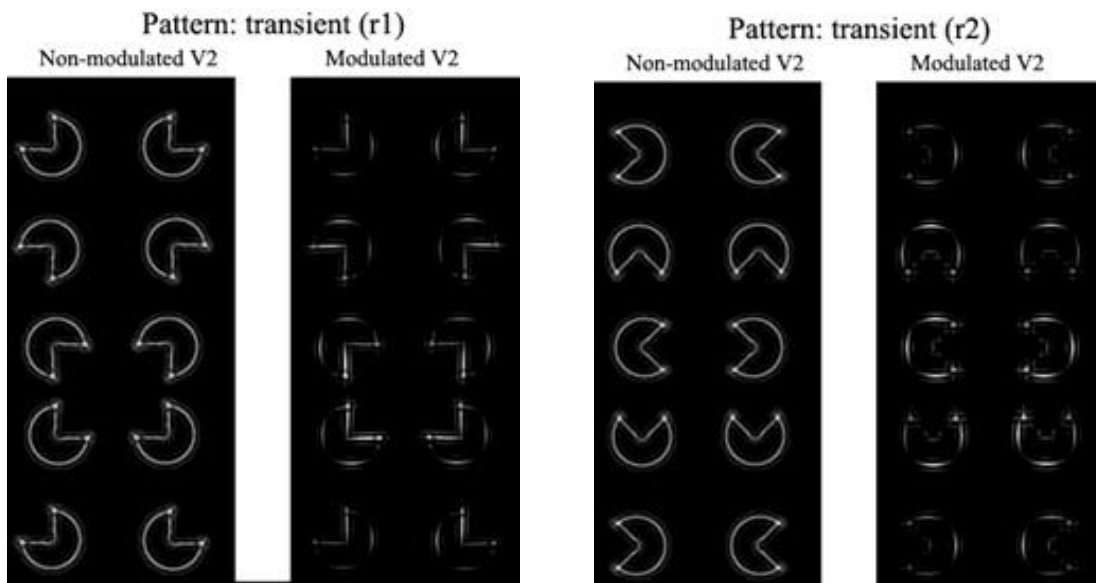 Pattern: transient (r1)
Non-modulated V2 Modulated V2
Pattern: transient (r2)
Non-modulated V2 Modulated V2